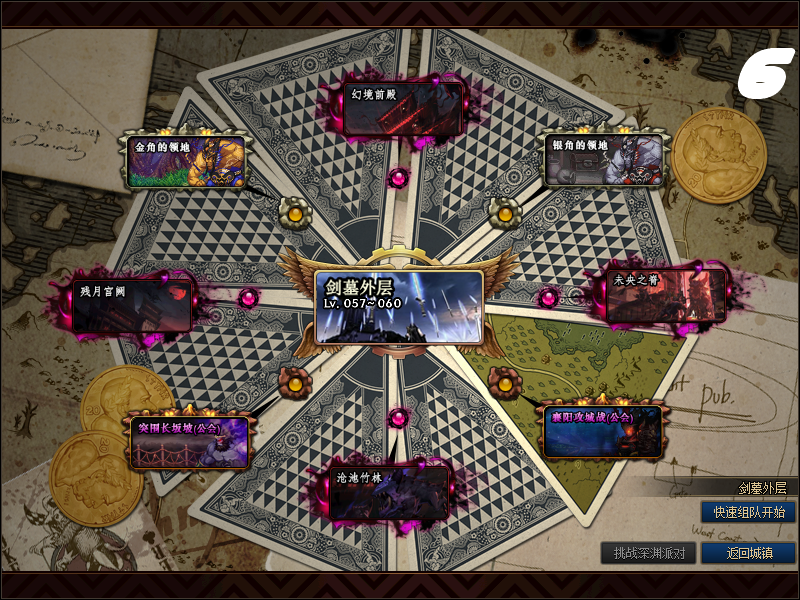 6
幻境前殿
金角的领地
银角的领地
残月宫阙
剑墓外层
Lv. 057~060
未央之脊
突围长坂坡(公会)
襄阳攻城战(公会)
沧池竹林
Pub.
剑墓外层
快速组队开始
挑战深渊派对
返回城镇